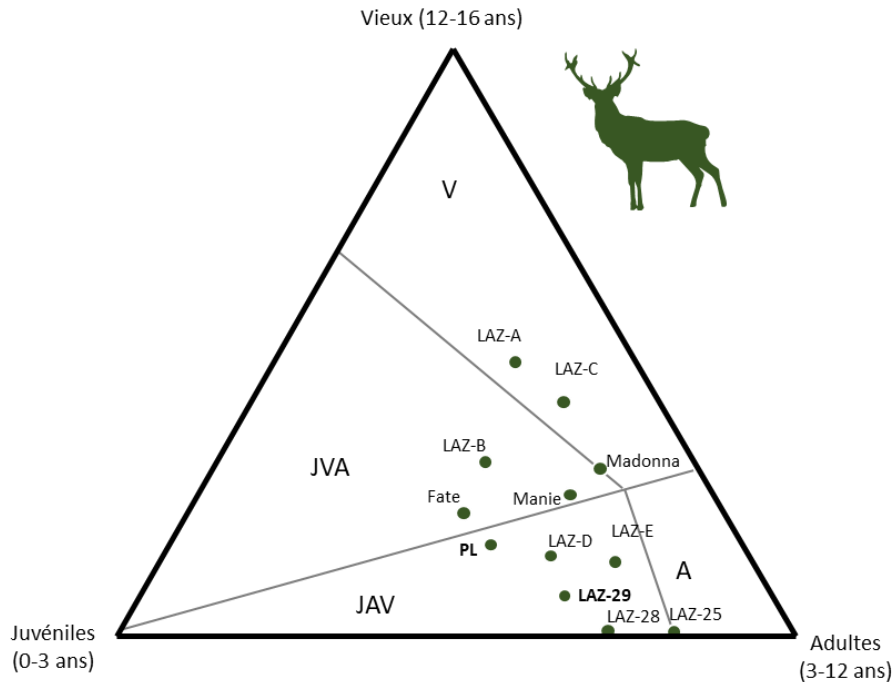 Vieux (12-16 ans)
V
LAZ-A
LAZ-C
LAZ-B
Madonna
JVA
Fate
Manie
PL
LAZ-D
LAZ-E
A
JAV
LAZ-29
LAZ-28
LAZ-25
Juvéniles
(0-3 ans)
Adultes
(3-12 ans)